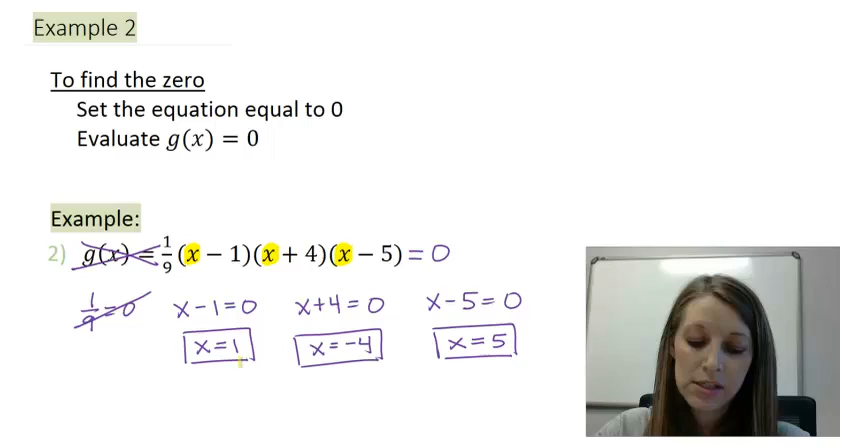 Example 2
To find the zero
Set the equation equal to 0
Evaluate g(x) = 0
Example:
2) g(x) = 1/9 (x − 1)(x + 4)(x − 5) = 0
1/9 = 0 x − 1 = 0 x + 4 = 0 x − 5 = 0
x = 1 x = −4 x = 5